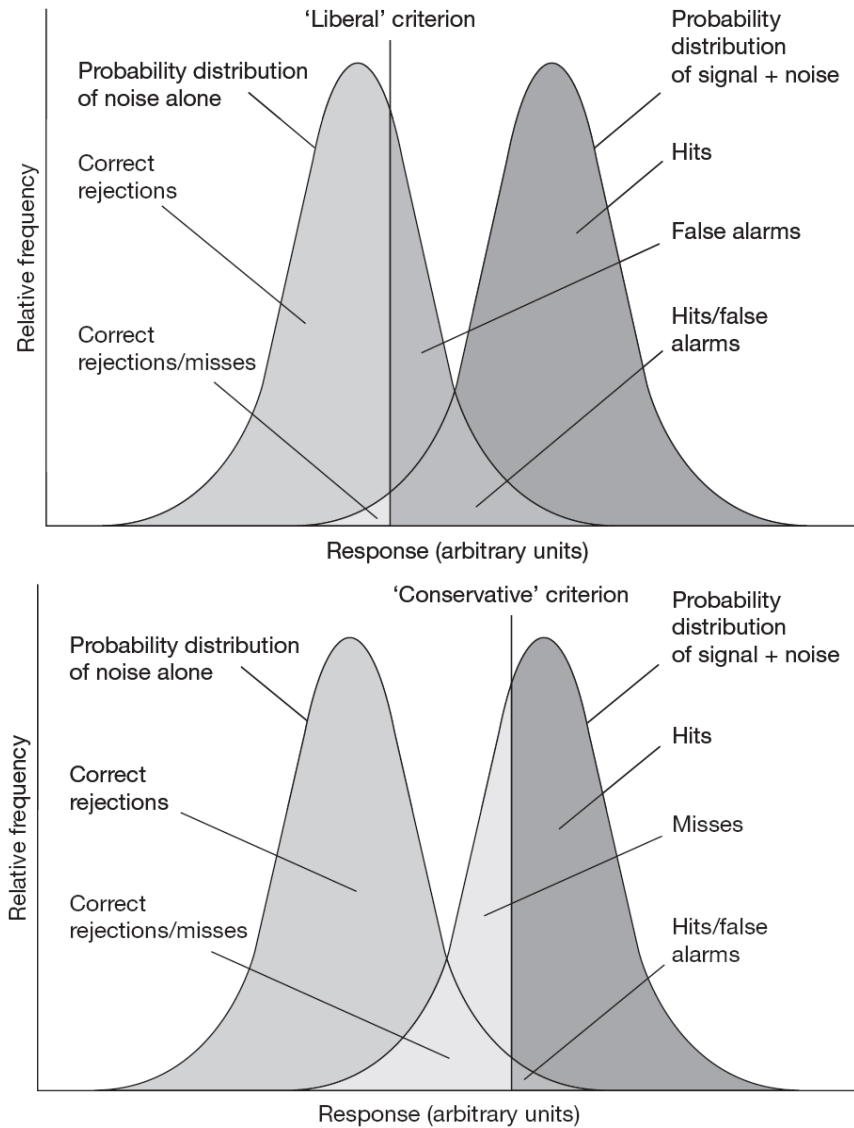 ‘Liberal’ criterion
Probability
distribution
of signal + noise
Probability distribution
of noise alone
Hits
Correct
rejections
False alarms
Hits/false
alarms
Correct
rejections/misses
Relative frequency
Response (arbitrary units)
‘Conservative’ criterion
Probability
distribution
of signal + noise
Probability distribution
of noise alone
Hits
Correct
rejections
Misses
Correct
rejections/misses
Hits/false
alarms
Relative frequency
Response (arbitrary units)